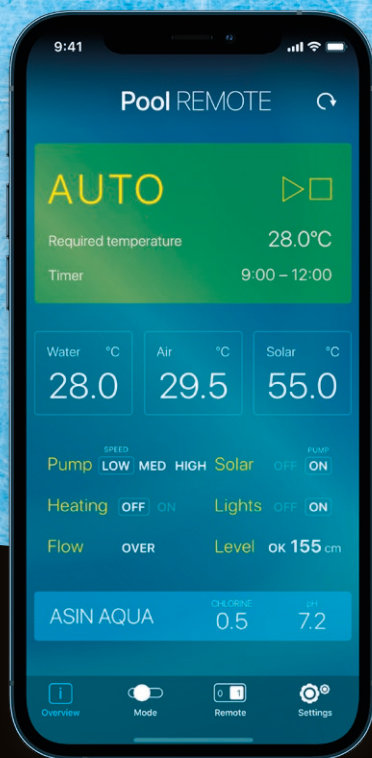 9:41
Pool REMOTE
AUTO
Required temperature 28.0°C
Timer 9:00 – 12:00
Water °C Air °C Solar °C
28.0 29.5 55.0
SPEED PUMP
Pump LOW MED HIGH Solar OFF ON
Heating OFF ON Lights OFF ON
Flow OVER Level OK 155 cm
CHLORINE pH
ASIN AQUA 0.5 7.2
i 0 1
Overview Mode Remote Settings